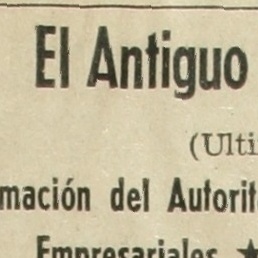 El Antiguo
(Ulti
mación del Autorit
Empresariales ★